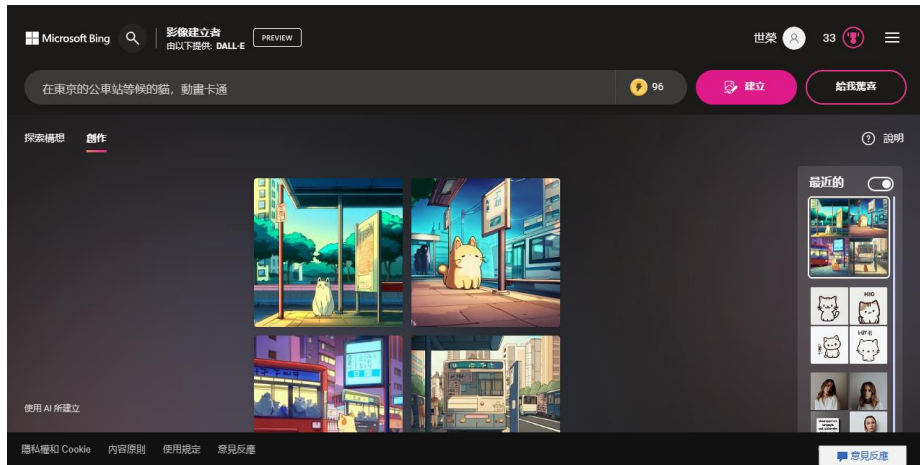 Microsoft Bing
影像建立者
由以下提供: DALL·E
PREVIEW
世榮
33
在東京的公車站等候的貓，動畫卡通
96
建立
給我驚喜
探索構想
創作
說明
最近的
HIO
使用 AI 所建立
隱私權和 Cookie
內容原則
使用規定
意見反應
意見反應